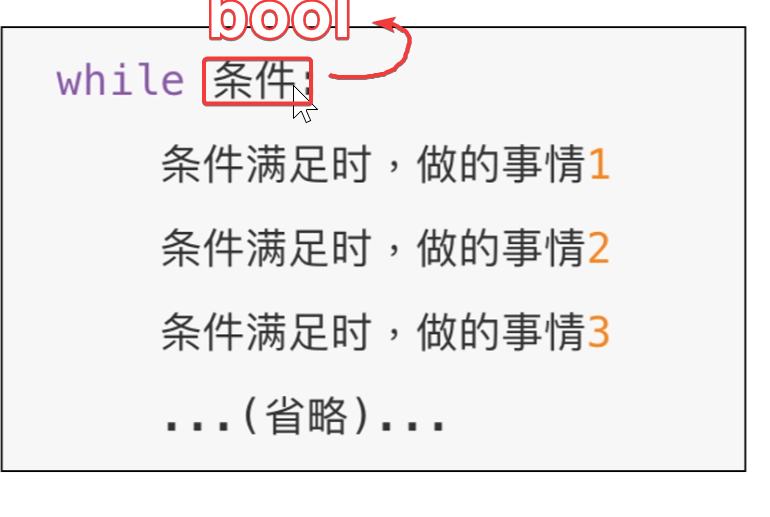 bool
while 条件:
条件满足时，做的事情1
条件满足时，做的事情2
条件满足时，做的事情3
...(省略)...